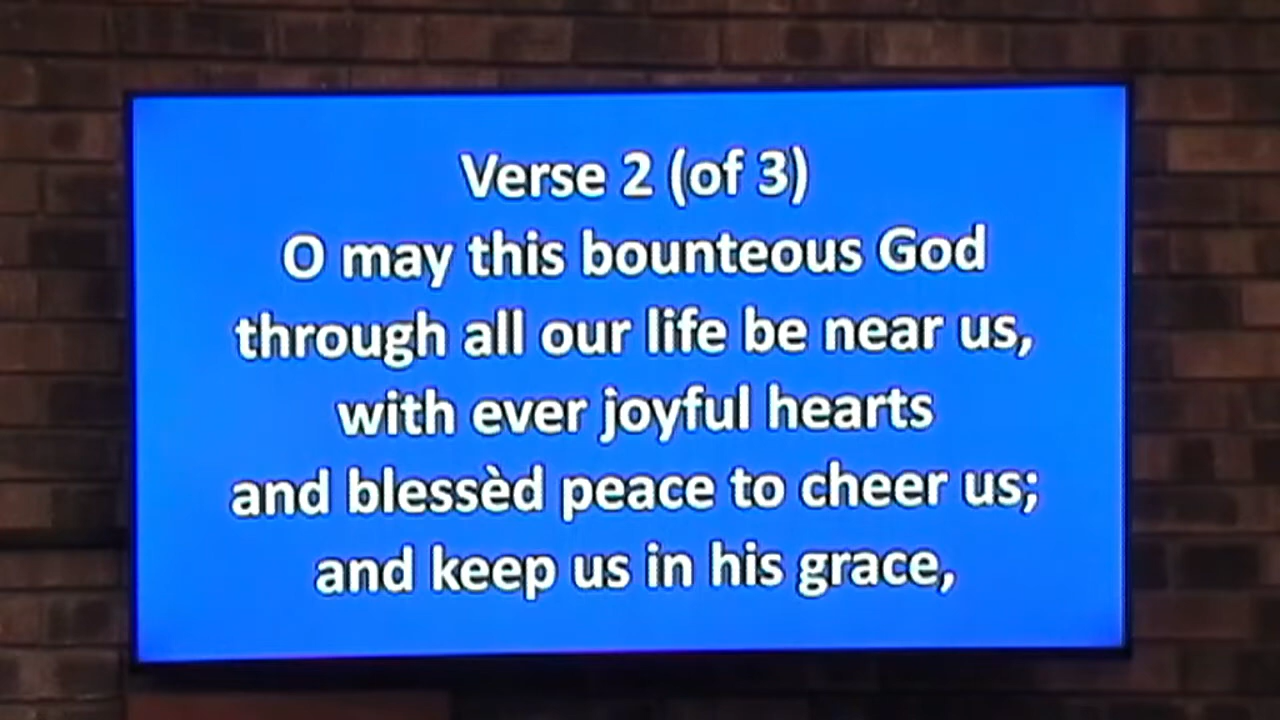 Verse 2 (of 3)
O may this bounteous God
through all our life be near us,
with ever joyful hearts
and blessèd peace to cheer us;
and keep us in his grace,